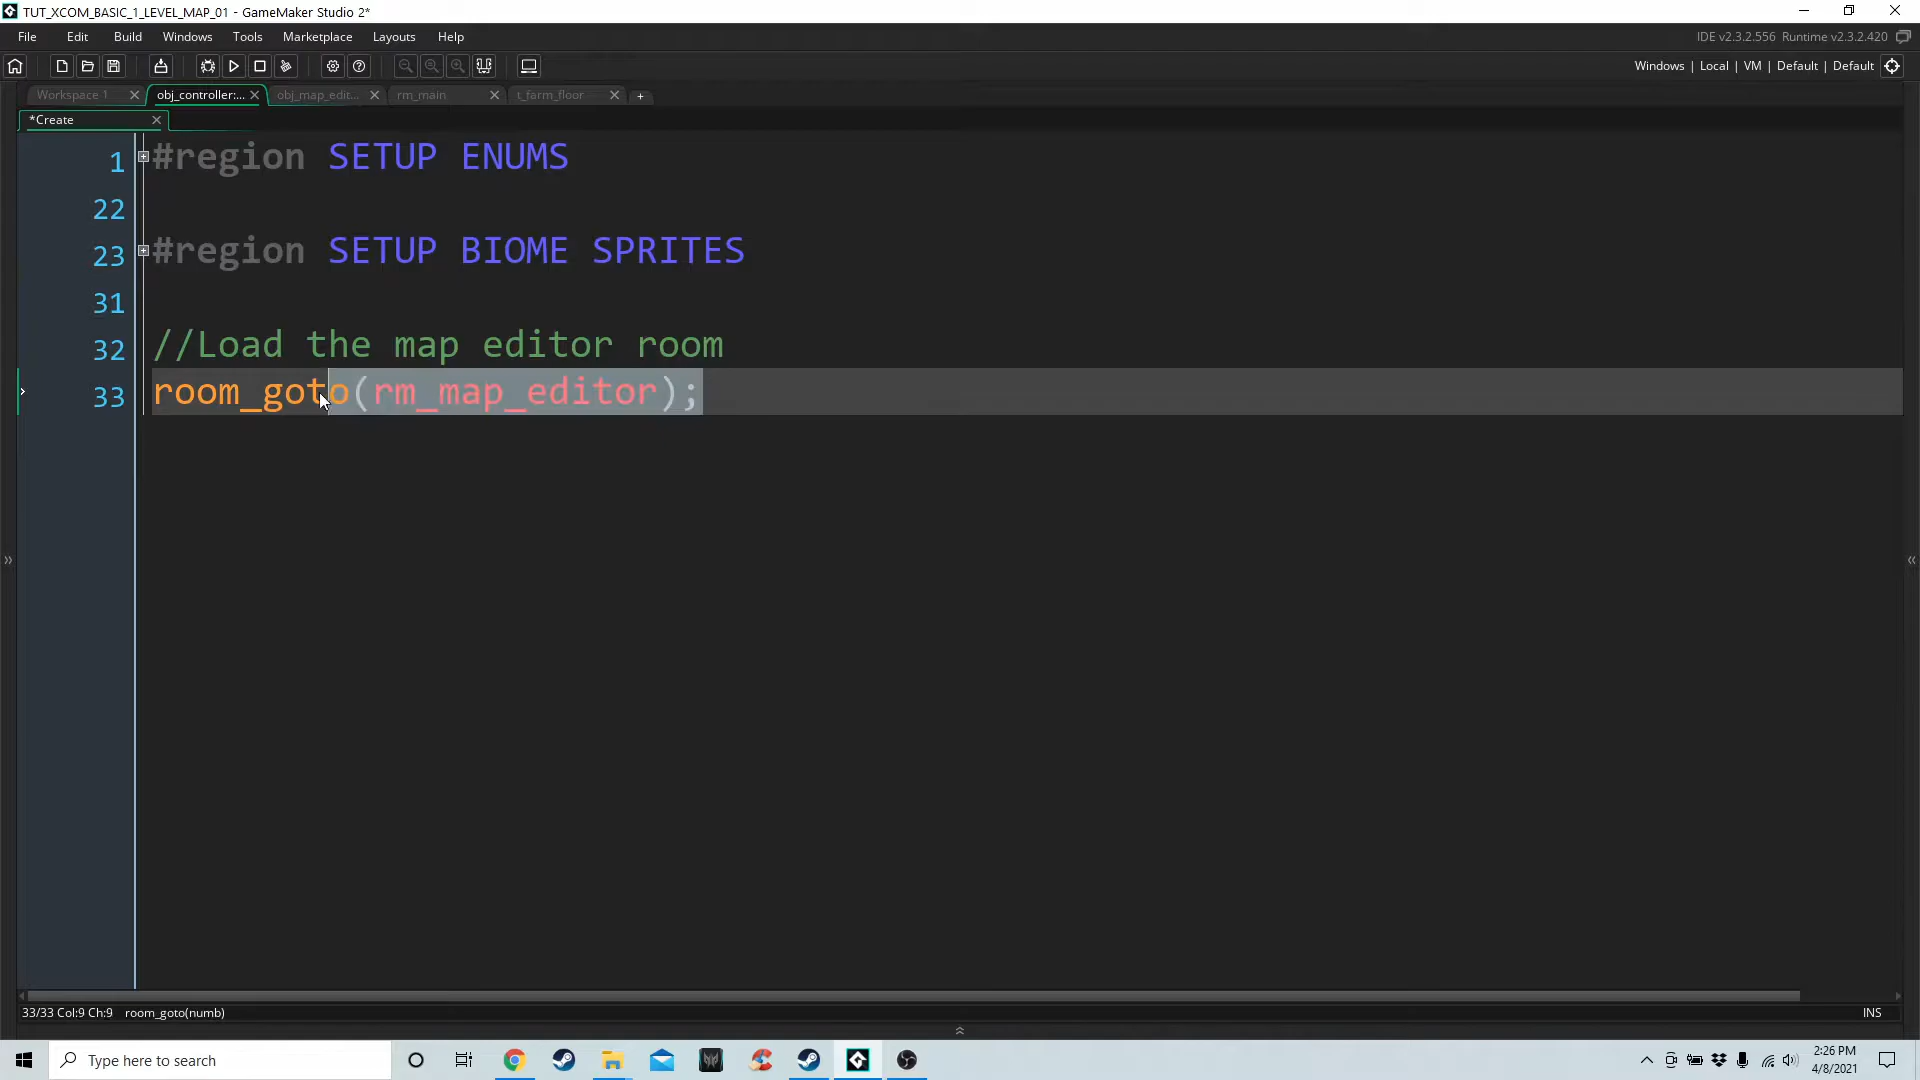 TUT_XCOM_BASIC_1_LEVEL_MAP_01 - GameMaker Studio 2*
File Edit Build Windows Tools Marketplace Layouts Help
IDE v2.3.2.556 Runtime v2.3.2.420
Windows | Local | VM | Default | Default
Workspace 1
obj_controller:...
obj_map_edit...
rm_main
t_farm_floor
*Create
1 #region SETUP ENUMS
22
23 #region SETUP BIOME SPRITES
31
32 //Load the map editor room
33 room_goto(rm_map_editor);
33/33 Col:9 Ch:9 room_goto(numb)
INS
Type here to search
2:26 PM
4/8/2021